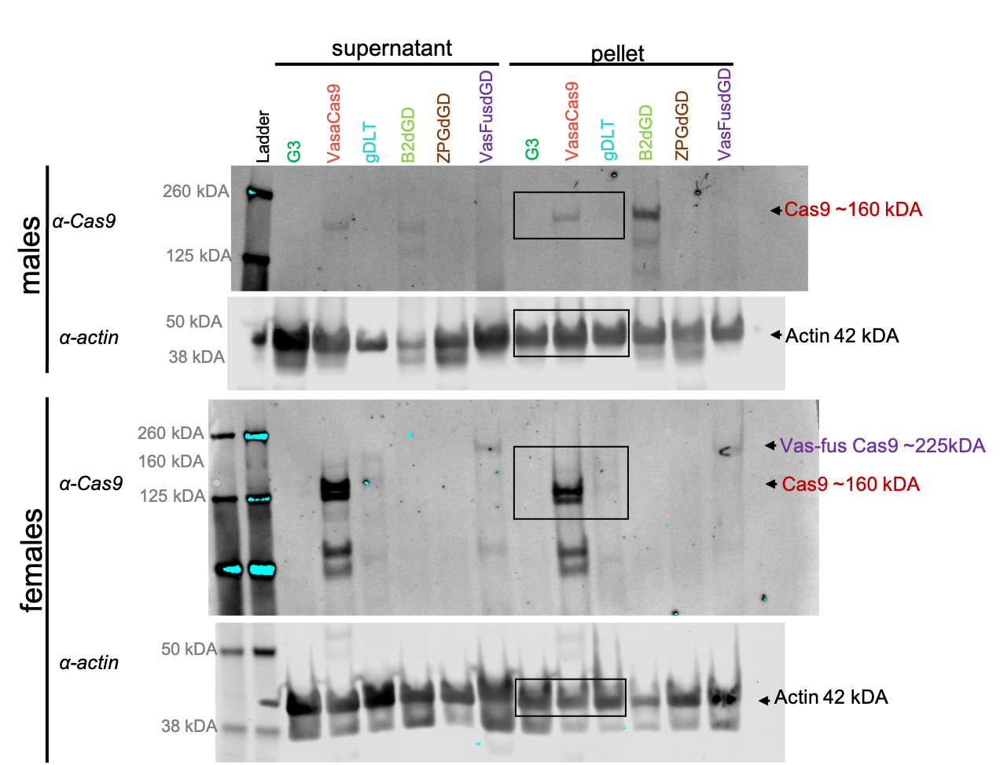 supernatant
pellet
Ladder
G3
VasaCas9
gDLT
B2dGD
ZPGdGD
VasFusdGD
G3
VasaCas9
gDLT
B2dGD
ZPGdGD
VasFusdGD
males
α-Cas9
260 kDA
125 kDA
Cas9 ~160 kDA
α-actin
50 kDA
38 kDA
Actin 42 kDA
females
α-Cas9
260 kDA
160 kDA
125 kDA
Vas-fus Cas9 ~225kDA
Cas9 ~160 kDA
α-actin
50 kDA
38 kDA
Actin 42 kDA